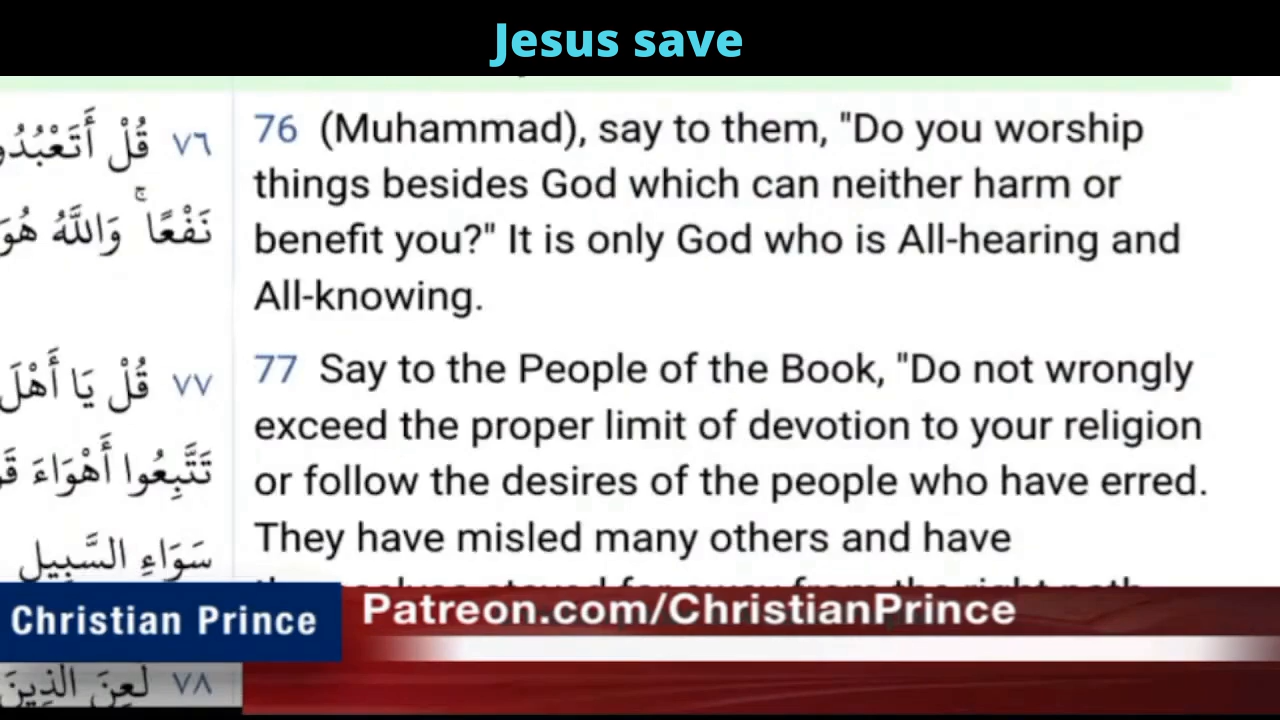 Jesus save
٧٦ قُلْ
76 (Muhammad), say to them, "Do you worship
things besides God which can neither harm or
نَفْعًا ۚ وَاللَّهُ هُوَ
benefit you?" It is only God who is All-hearing and
All-knowing.
٧٧ قُلْ يَا أَهْلَ
77 Say to the People of the Book, "Do not wrongly
exceed the proper limit of devotion to your religion
تَتَّبِعُوا أَهْوَاءَ
or follow the desires of the people who have erred.
سَوَاءِ السَّبِيلِ
They have misled many others and have
from the right path
Christian Prince
Patreon.com/ChristianPrince
٧٨ لُعِنَ الَّذِينَ